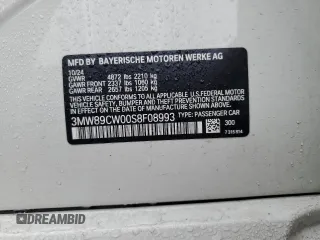 MFD BY BAYERISCHE MOTOREN WERKE AG
10/24
GVWR 4872 lbs 2210 kg
GAWR FRONT 2337 lbs 1060 kg
GAWR REAR 2657 lbs 1205 kg
THIS VEHICLE CONFORMS TO ALL APPLICABLE U.S. FEDERAL MOTOR
VEHICLE SAFETY, BUMPER, AND THEFT PREVENTION STANDARDS
IN EFFECT ON THE DATE OF MANUFACTURE SHOWN ABOVE.
3MW89CW00S8F08993 TYPE: PASSENGER CAR
300
DREAMBID
DREAMBID